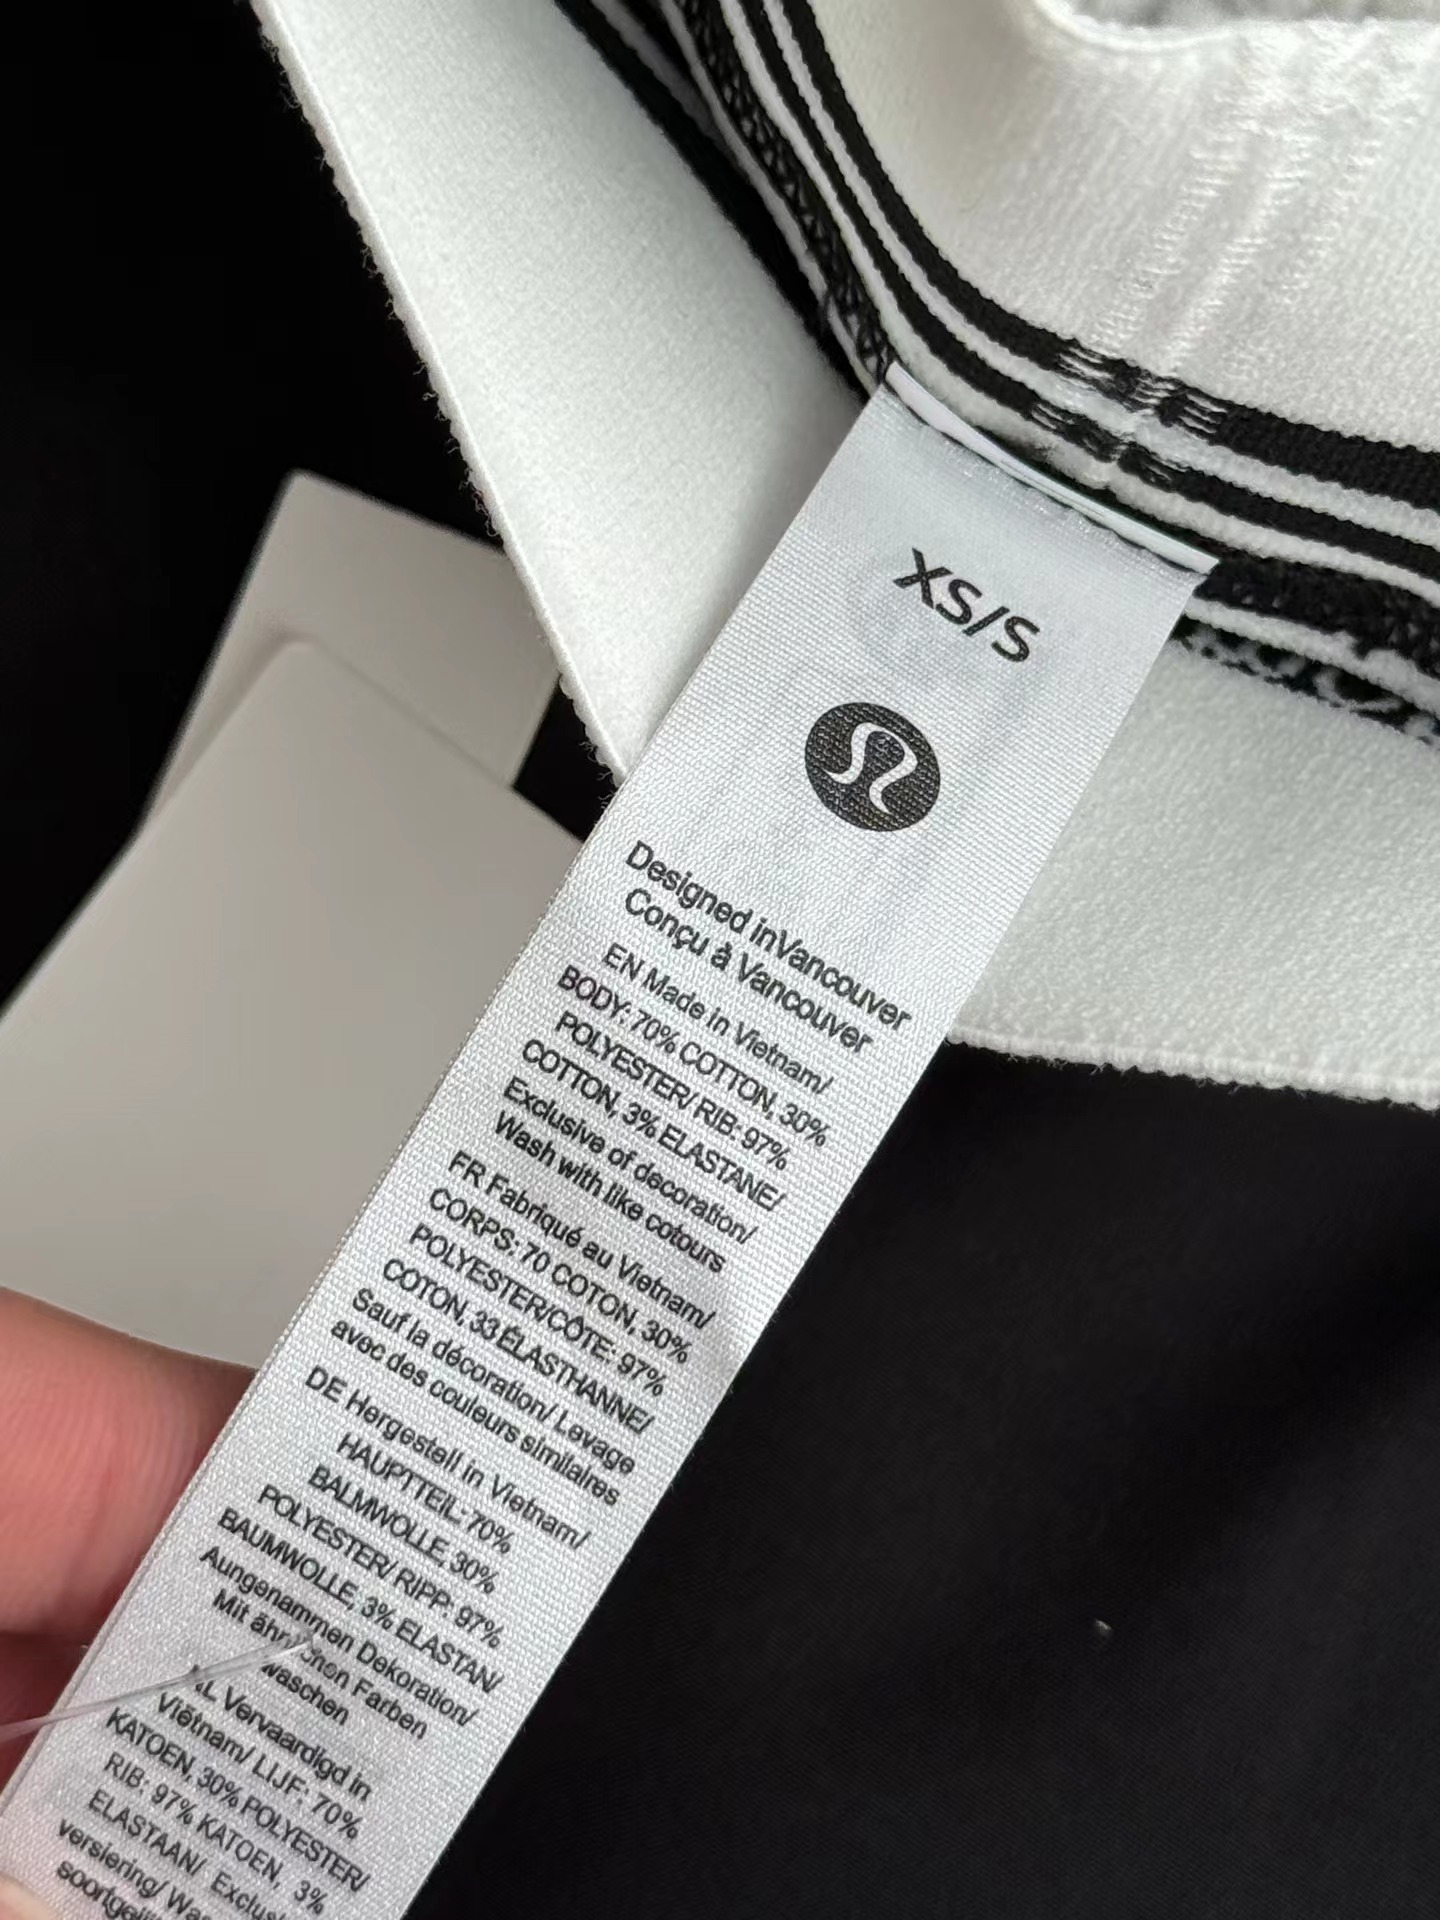 XS/S
Designed inVancouver
Conçu à Vancouver
EN Made in Vietnam/
BODY: 70% COTTON, 30%
POLYESTER/ RIB: 97%
COTTON, 3% ELASTANE/
Exclusive of decoration/
Wash with like cotours
FR Fabriqué au Vietnam/
CORPS: 70 COTON, 30%
POLYESTER/CÔTE: 97%
COTON, 33 ÉLASTHANNE/
Sauf la décoration/ Levage
avec des couleurs similaires
DE Hergestell in Vietnam/
HAUPTTEIL: 70%
BALMWOLLE, 30%
POLYESTER/ RIPP: 97%
BAUMWOLLE, 3% ELASTAN/
Aungenammen Dekoration/
Mit Farben
waschen
Vervaardigd in
Viëtnam/ LIJF: 70%
KATOEN, 30% POLYESTER/
RIB: 97% KATOEN, 3%
ELASTAAN/
versiering/